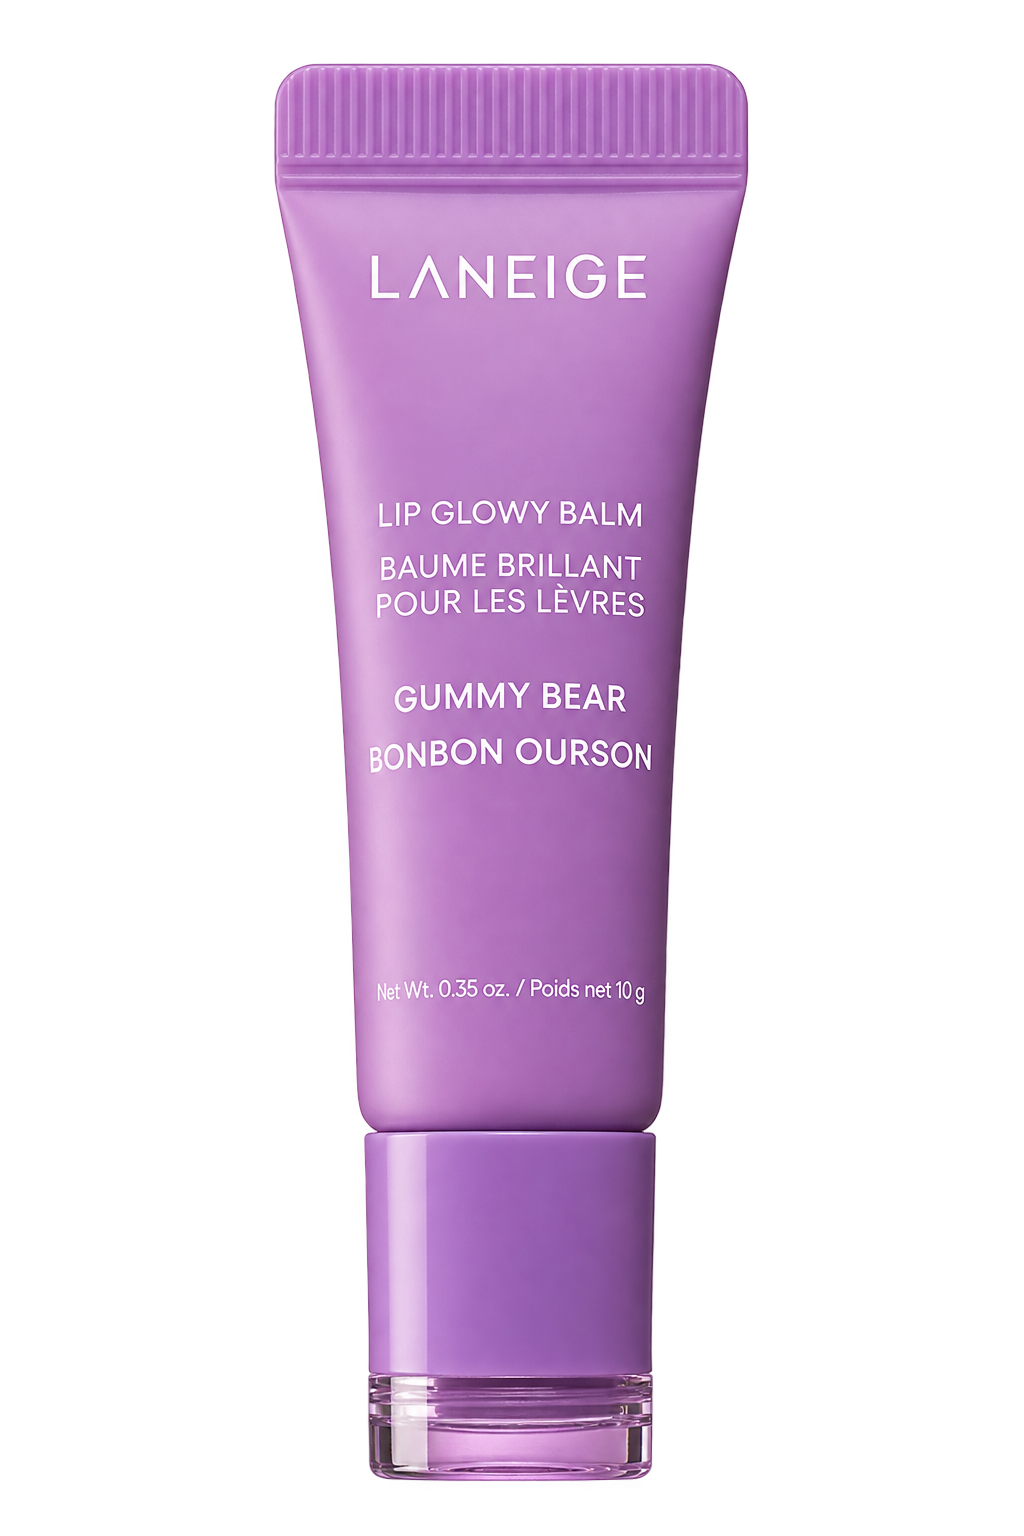 LANEIGE
LIP GLOWY BALM
BAUME BRILLANT
POUR LES LÈVRES
GUMMY BEAR
BONBON OURSON
Net Wt. 0.35 oz. / Poids net 10 g